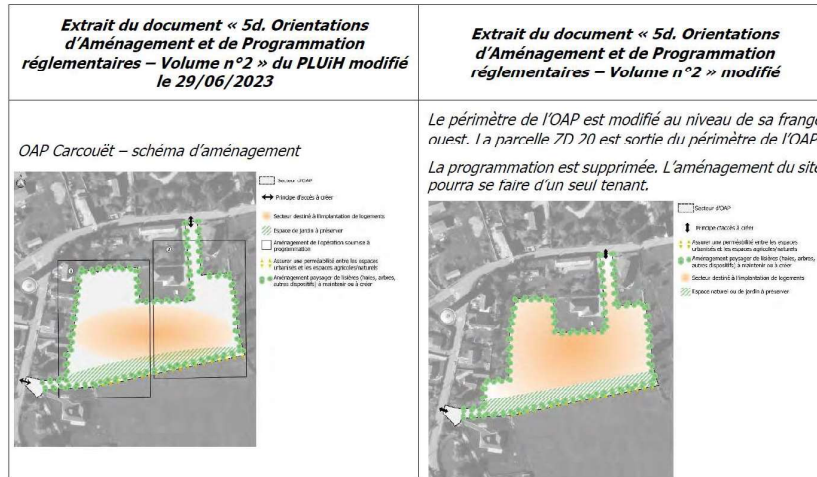 Extrait du document « 5d. Orientations
d'Aménagement et de Programmation
réglementaires – Volume n°2 » du PLUiH modifié
le 29/06/2023
Extrait du document « 5d. Orientations
d'Aménagement et de Programmation
réglementaires – Volume n°2 » modifié
OAP Carcouët – schéma d'aménagement
Secteur d'OAP
Principe d'accès à créer
Secteur destiné à l'implantation de logements
Espace de jardin à préserver
Aménagement de l'opération soumise à
programmation
Assurer une perméabilité entre les espaces
urbanisés et les espaces agricoles/naturels
Aménagement paysager de lisières (haies, arbres,
autres dispositifs) à maintenir ou à créer
Le périmètre de l'OAP est modifié au niveau de sa frange
ouest. La parcelle ZD 20 est sortie du périmètre de l'OAP
La programmation est supprimée. L'aménagement du site
pourra se faire d'un seul tenant.
Secteur d'OAP
Principe d'accès à créer
Assurer une perméabilité entre les espaces
urbanisés et les espaces agricoles/naturels
Aménagement paysager de lisières (haies, arbres,
autres dispositifs) à maintenir ou à créer
Secteur destiné à l'implantation de logements
Espace naturel ou de jardin à préserver